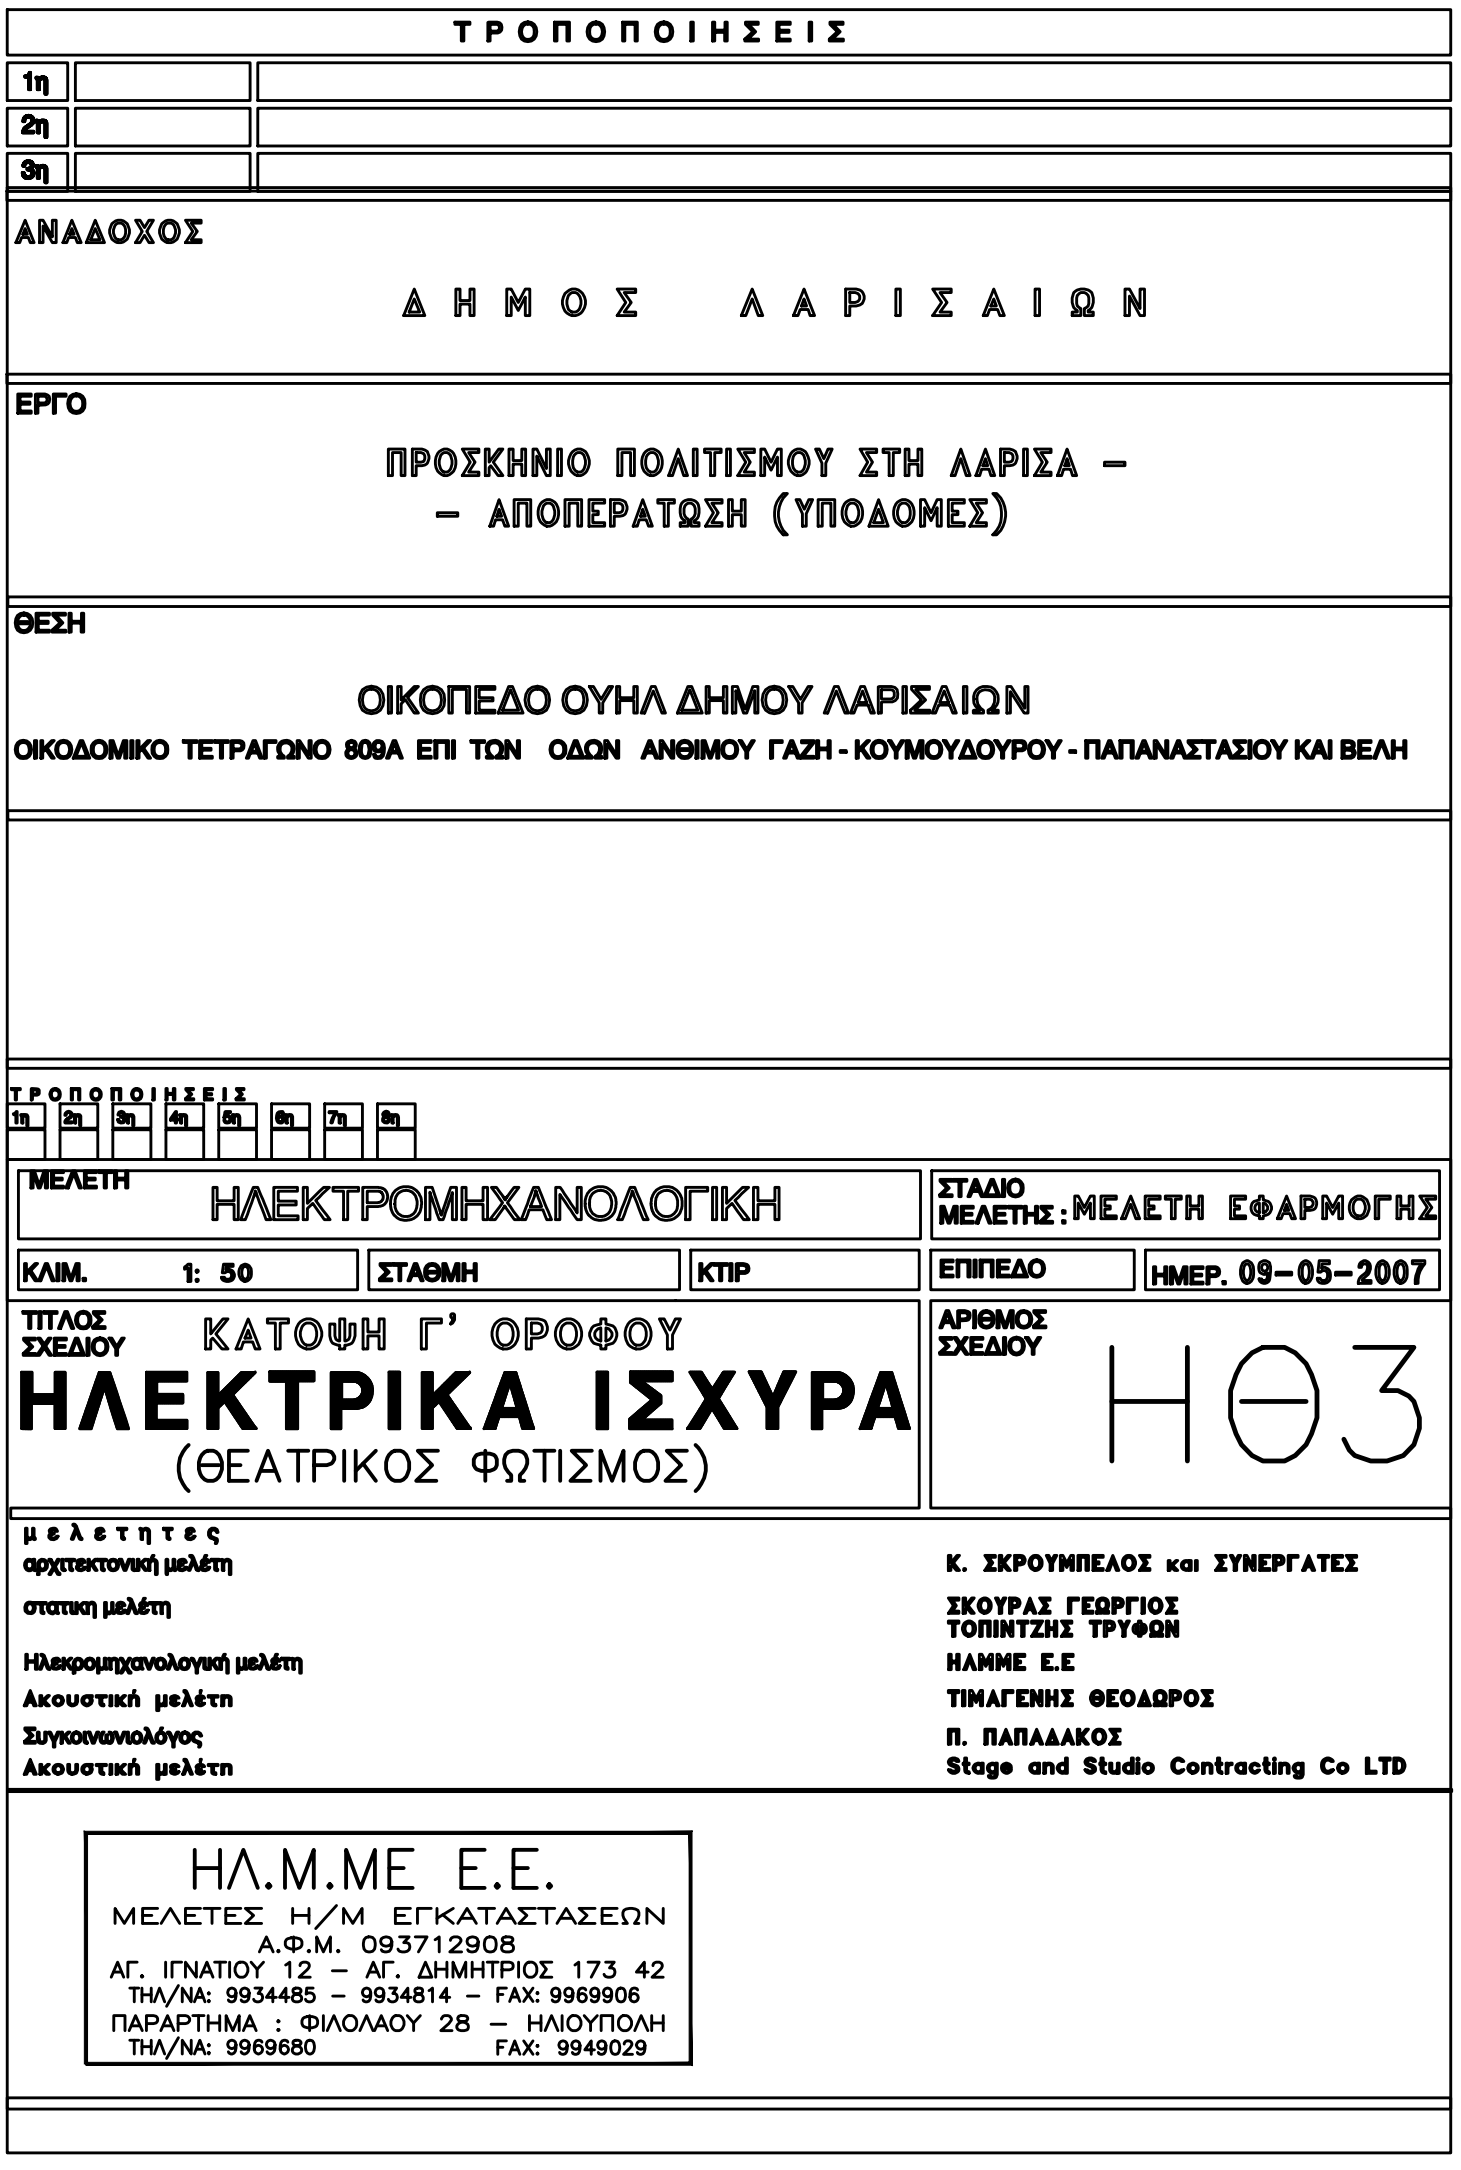 ΤΡΟΠΟΠΟΙΗΣΕΙΣ
1η
2η
3η
ΑΝΑΔΟΧΟΣ
ΔΗΜΟΣ ΛΑΡΙΣΑΙΩΝ
ΕΡΓΟ
ΠΡΟΣΚΗΝΙΟ ΠΟΛΙΤΙΣΜΟΥ ΣΤΗ ΛΑΡΙΣΑ –
– ΑΠΟΠΕΡΑΤΩΣΗ (ΥΠΟΔΟΜΕΣ)
ΘΕΣΗ
ΟΙΚΟΠΕΔΟ ΟΥΗΛ ΔΗΜΟΥ ΛΑΡΙΣΑΙΩΝ
ΟΙΚΟΔΟΜΙΚΟ ΤΕΤΡΑΓΩΝΟ 809Α ΕΠΙ ΤΩΝ ΟΔΩΝ ΑΝΘΙΜΟΥ ΓΑΖΗ - ΚΟΥΜΟΥΔΟΥΡΟΥ - ΠΑΠΑΝΑΣΤΑΣΙΟΥ ΚΑΙ ΒΕΛΗ
ΤΡΟΠΟΠΟΙΗΣΕΙΣ
1η 2η 3η 4η 5η 6η 7η 8η
ΜΕΛΕΤΗ ΗΛΕΚΤΡΟΜΗΧΑΝΟΛΟΓΙΚΗ
ΣΤΑΔΙΟ
ΜΕΛΕΤΗΣ : ΜΕΛΕΤΗ ΕΦΑΡΜΟΓΗΣ
ΚΛΙΜ. 1: 50 ΣΤΑΘΜΗ ΚΤΙΡ ΕΠΙΠΕΔΟ ΗΜΕΡ. 09-05-2007
ΤΙΤΛΟΣ
ΣΧΕΔΙΟΥ ΚΑΤΟΨΗ Γ' ΟΡΟΦΟΥ
ΗΛΕΚΤΡΙΚΑ ΙΣΧΥΡΑ
(ΘΕΑΤΡΙΚΟΣ ΦΩΤΙΣΜΟΣ)
ΑΡΙΘΜΟΣ
ΣΧΕΔΙΟΥ
ΗΘ3
μελετητες
αρχιτεκτονική μελέτη Κ. ΣΚΡΟΥΜΠΕΛΟΣ και ΣΥΝΕΡΓΑΤΕΣ
στατικη μελέτη ΣΚΟΥΡΑΣ ΓΕΩΡΓΙΟΣ
ΤΟΠΙΝΤΖΗΣ ΤΡΥΦΩΝ
Ηλεκρομηχανολογική μελέτη ΗΛΜΜΕ Ε.Ε
Ακουστική μελέτη ΤΙΜΑΓΕΝΗΣ ΘΕΟΔΩΡΟΣ
Συγκοινωνιολόγος Π. ΠΑΠΑΔΑΚΟΣ
Ακουστική μελέτη Stage and Studio Contracting Co LTD
ΗΛ.Μ.ΜΕ Ε.Ε.
ΜΕΛΕΤΕΣ Η/Μ ΕΓΚΑΤΑΣΤΑΣΕΩΝ
Α.Φ.Μ. 093712908
ΑΓ. ΙΓΝΑΤΙΟΥ 12 – ΑΓ. ΔΗΜΗΤΡΙΟΣ 173 42
ΤΗΛ/ΝΑ: 9934485 – 9934814 – FAX: 9969906
ΠΑΡΑΡΤΗΜΑ : ΦΙΛΟΛΑΟΥ 28 – ΗΛΙΟΥΠΟΛΗ
ΤΗΛ/ΝΑ: 9969680 FAX: 9949029